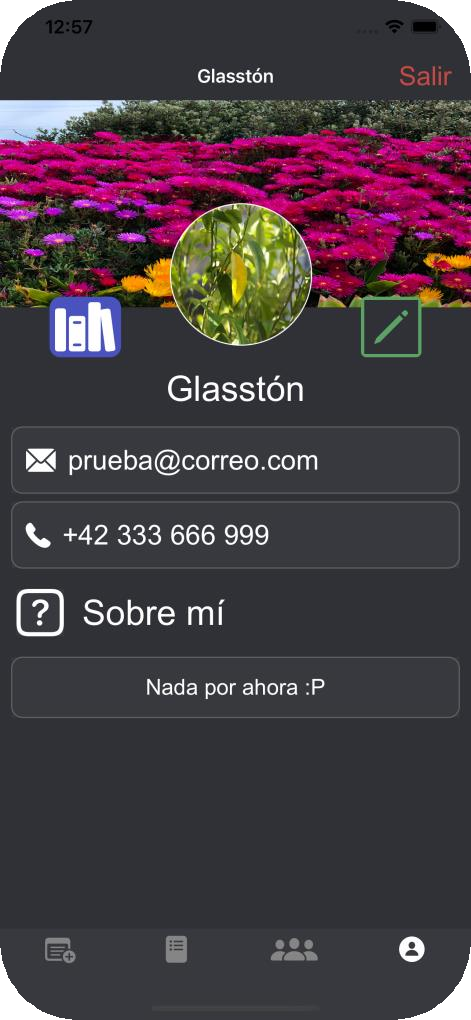 12:57
Glasstón
Salir
Glasstón
prueba@correo.com
+42 333 666 999
? Sobre mí
Nada por ahora :P